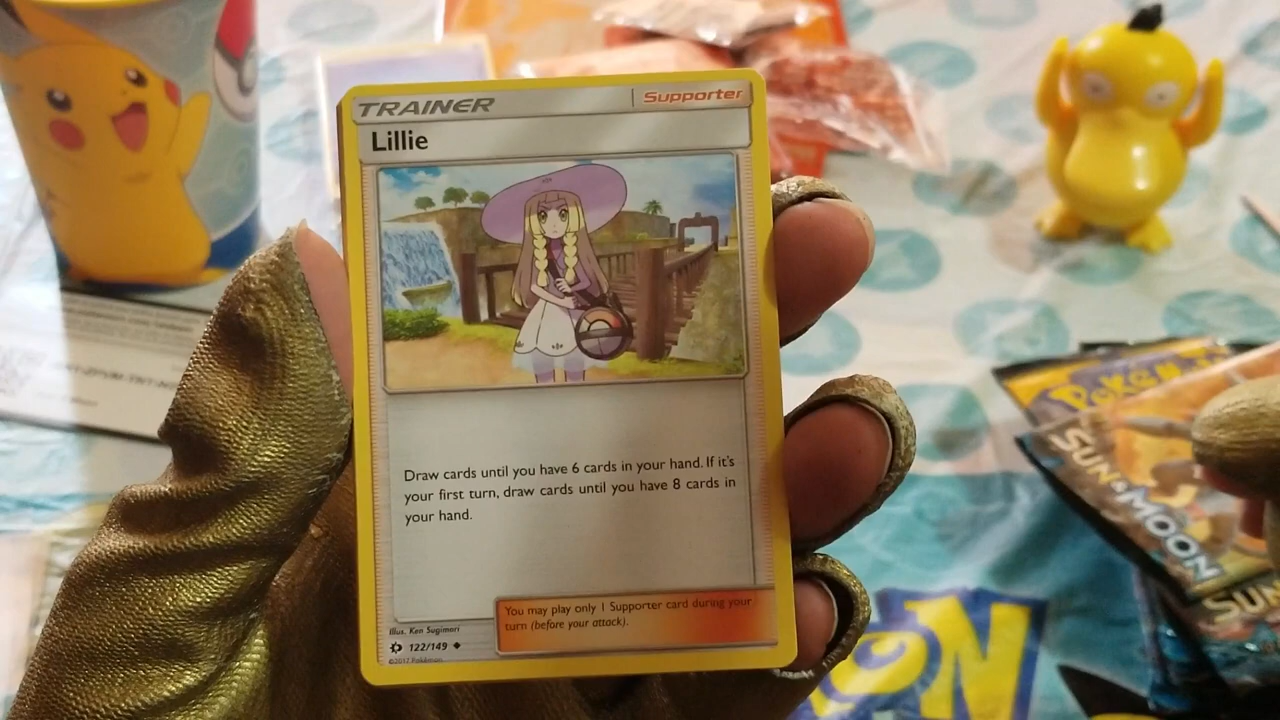 TRAINER
Supporter
Lillie
Draw cards until you have 6 cards in your hand. If it's
your first turn, draw cards until you have 8 cards in
your hand.
You may play only 1 Supporter card during your
turn (before your attack).
Illus. Ken Sugimori
122/149
©2017 Pokémon
POKéM
SUN & MOON
SUN
ON